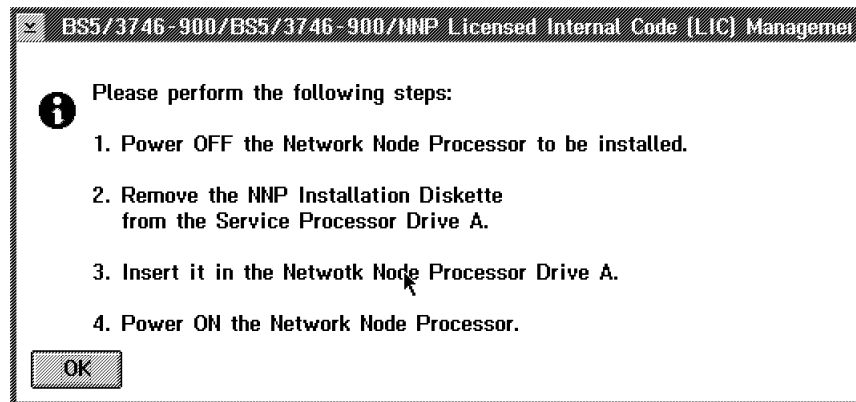 BS5/3746-900/BS5/3746-900/NNP Licensed Internal Code (LIC) Managemer
Please perform the following steps:
1. Power OFF the Network Node Processor to be installed.
2. Remove the NNP Installation Diskette
from the Service Processor Drive A.
3. Insert it in the Netwotk Node Processor Drive A.
4. Power ON the Network Node Processor.
OK